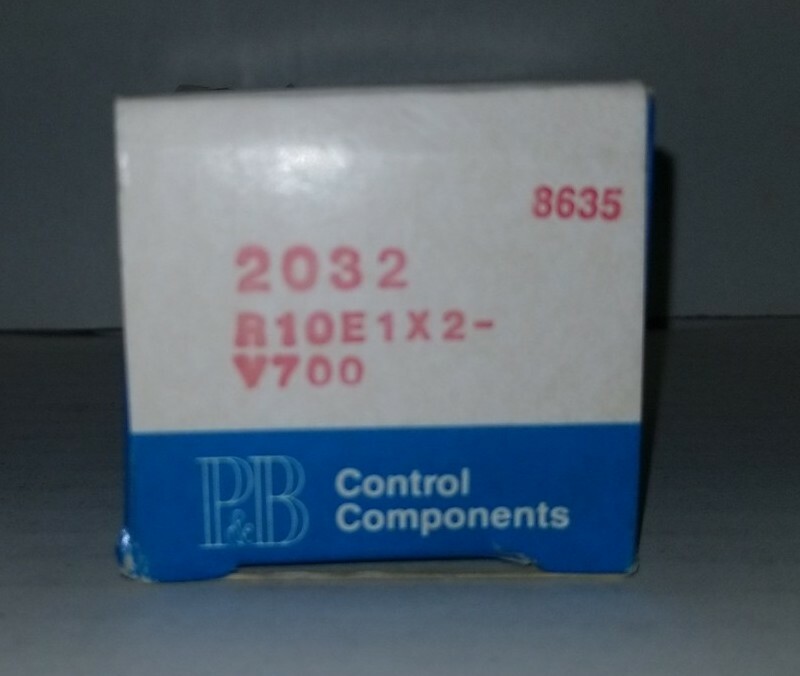 8635
2032
R10E1X2-
V700
P&B
Control
Components